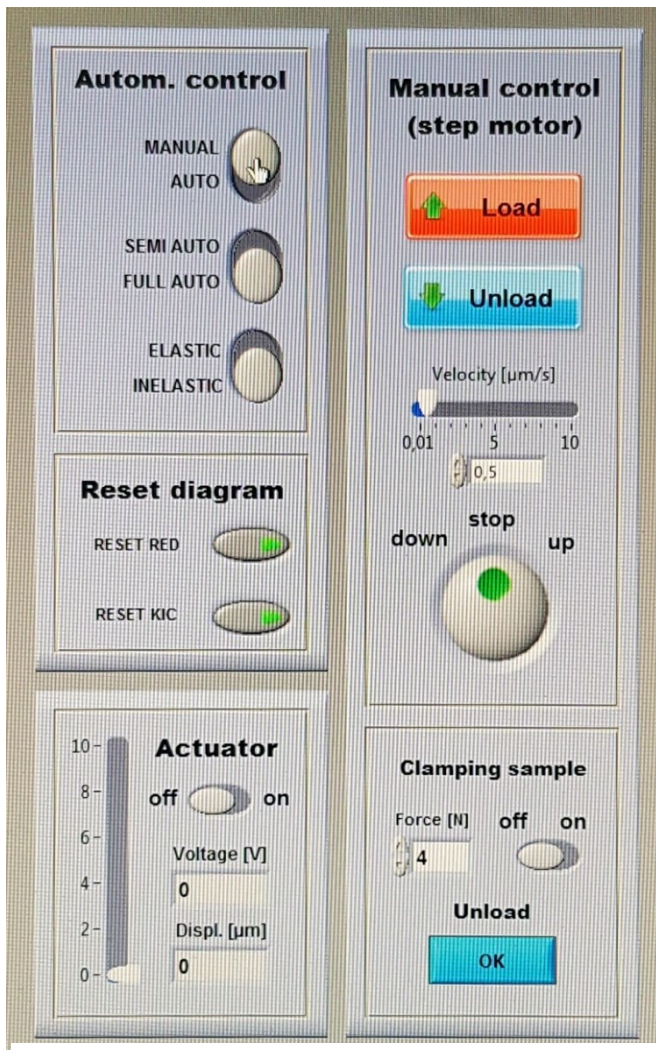 Autom. control
MANUAL
AUTO
SEMI AUTO
FULL AUTO
ELASTIC
INELASTIC
Reset diagram
RESET RED
RESET KIC
10
8
6
4
2
0
Actuator
off on
Voltage [V]
0
Displ. [µm]
0
Manual control
(step motor)
Load
Unload
Velocity [µm/s]
0,01 5 10
0,5
stop
down up
Clamping sample
Force [N] off on
4
Unload
OK